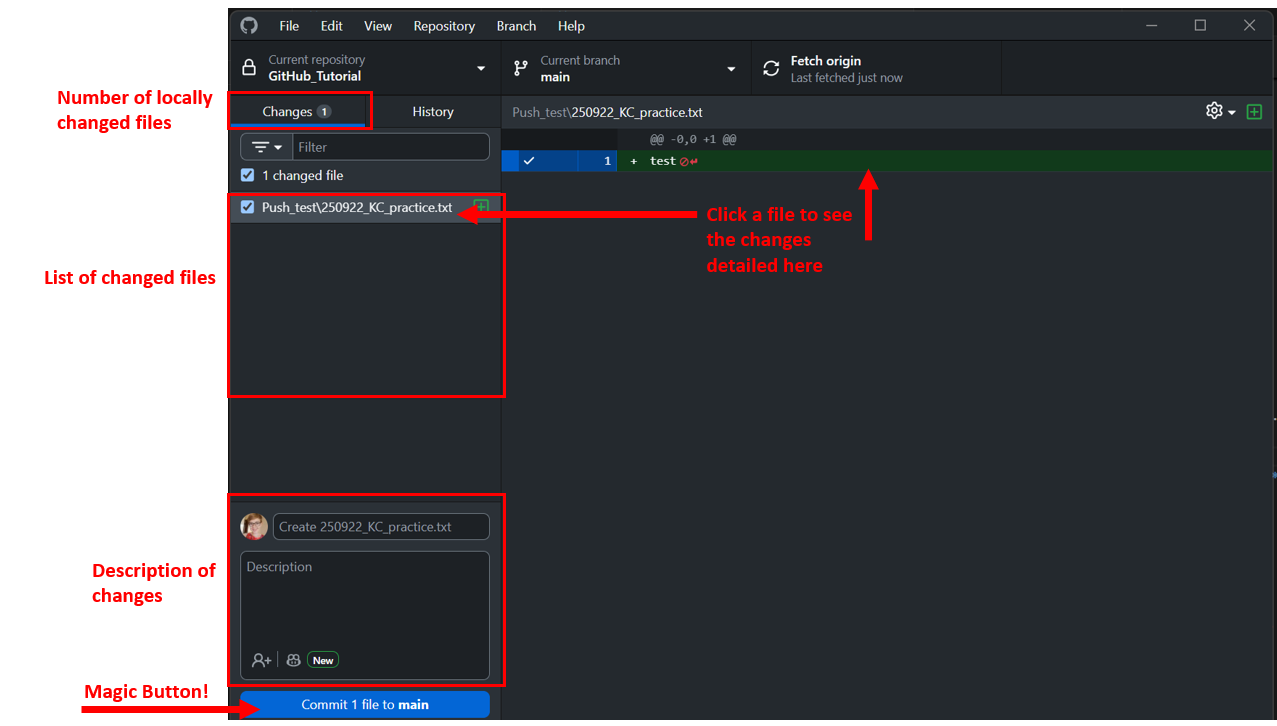 File Edit View Repository Branch Help
Current repository
GitHub_Tutorial
Current branch
main
Fetch origin
Last fetched just now
Number of locally
changed files
Changes 1
History
Push_test\250922_KC_practice.txt
Filter
@@ -0,0 +1 @@
1 + test
1 changed file
Push_test\250922_KC_practice.txt
Click a file to see
the changes
detailed here
List of changed files
Create 250922_KC_practice.txt
Description
Description of
changes
New
Magic Button!
Commit 1 file to main